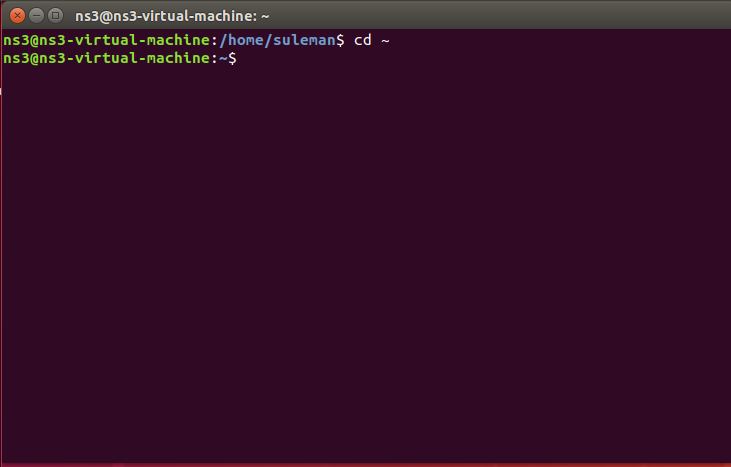 ns3@ns3-virtual-machine: ~
ns3@ns3-virtual-machine:/home/suleman$ cd ~
ns3@ns3-virtual-machine:~$